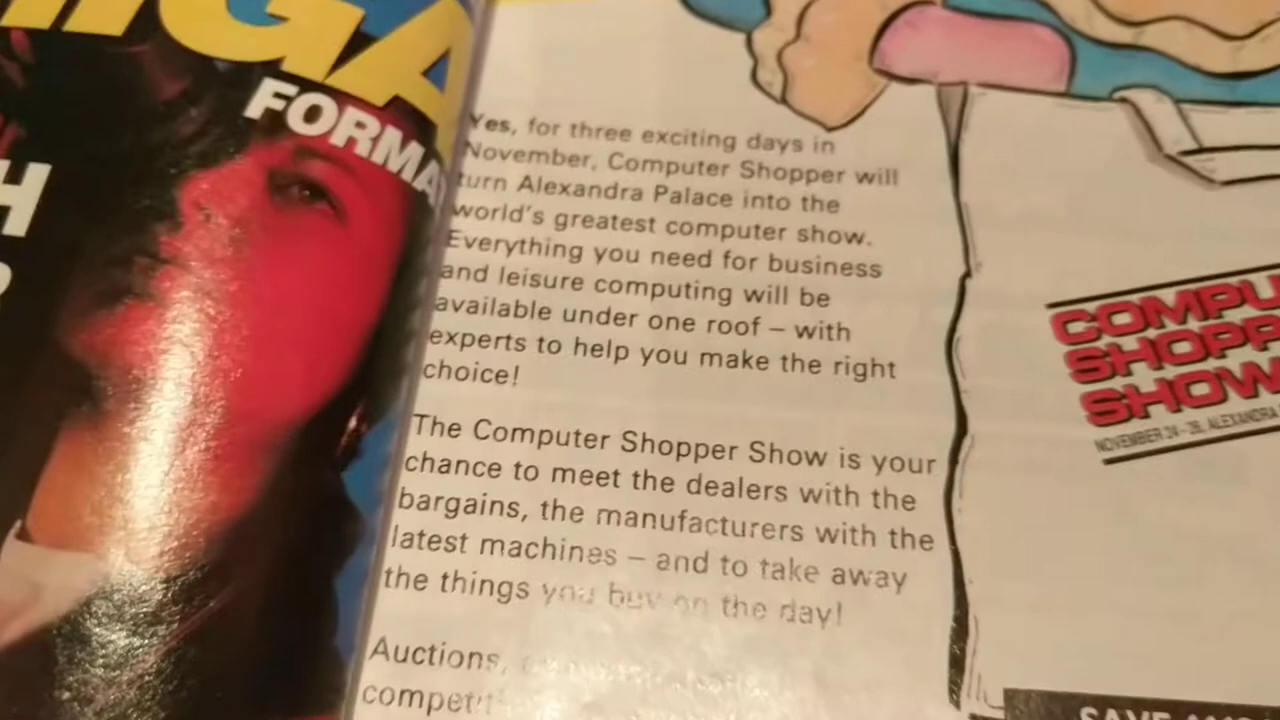 FORMA
Yes, for three exciting days in
November, Computer Shopper will
turn Alexandra Palace into the
world's greatest computer show.
Everything you need for business
and leisure computing will be
available under one roof – with
experts to help you make the right
choice!
The Computer Shopper Show is your
chance to meet the dealers with the
bargains, the manufacturers with the
latest machines – and to take away
the things you buy on the day!
Auctions,
COMPU
SHOPP
SHOW
NOVEMBER 24-26, ALEXANDRA